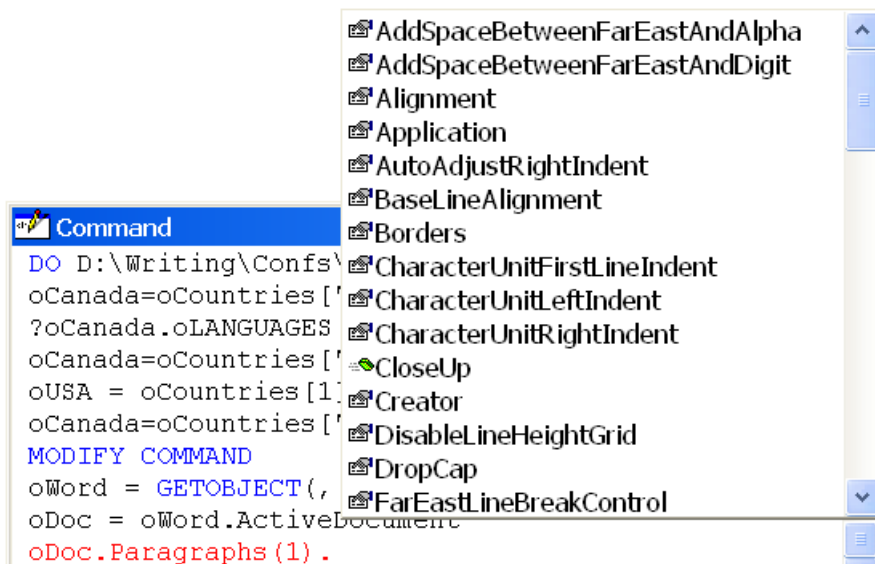 AddSpaceBetweenFarEastAndAlpha
AddSpaceBetweenFarEastAndDigit
Alignment
Application
AutoAdjustRightIndent
BaseLineAlignment
Borders
CharacterUnitFirstLineIndent
CharacterUnitLeftIndent
CharacterUnitRightIndent
CloseUp
Creator
DisableLineHeightGrid
DropCap
FarEastLineBreakControl
Command
DO D:\Writing\Confs\
oCanada=oCountries["
?oCanada.oLANGUAGES
oCanada=oCountries["
oUSA = oCountries[1]
oCanada=oCountries["
MODIFY COMMAND
oWord = GETOBJECT(,
oDoc = oWord.ActiveDocument
oDoc.Paragraphs(1).